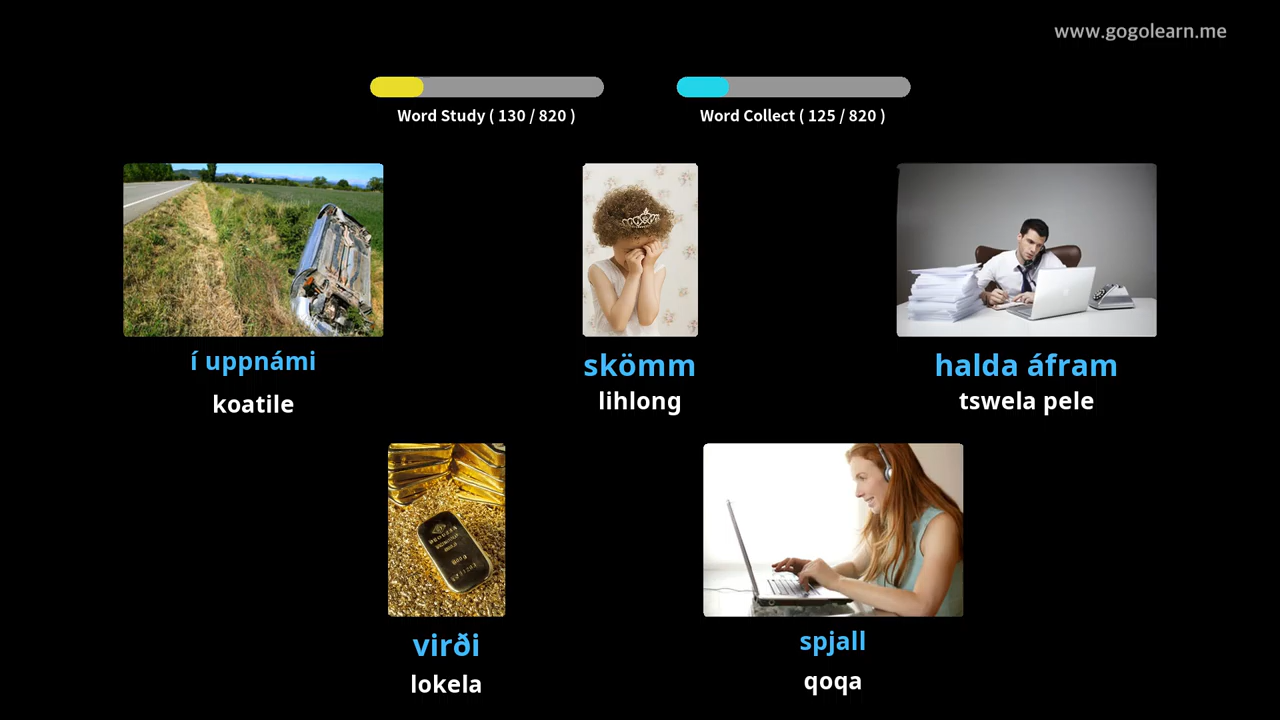 www.gogolearn.me
Word Study ( 130 / 820 )
Word Collect ( 125 / 820 )
í uppnámi
koatile
skömm
lihlong
halda áfram
tswela pele
virði
lokela
spjall
qoqa